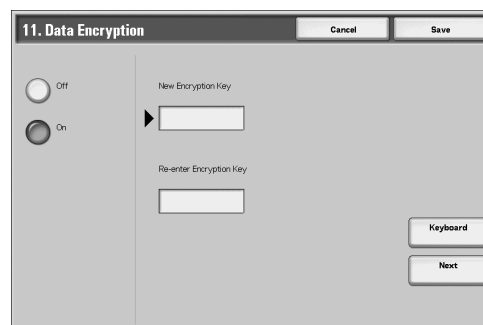 11. Data Encryption
Cancel
Save
Off
On
New Encryption Key
Re-enter Encryption Key
Keyboard
Next